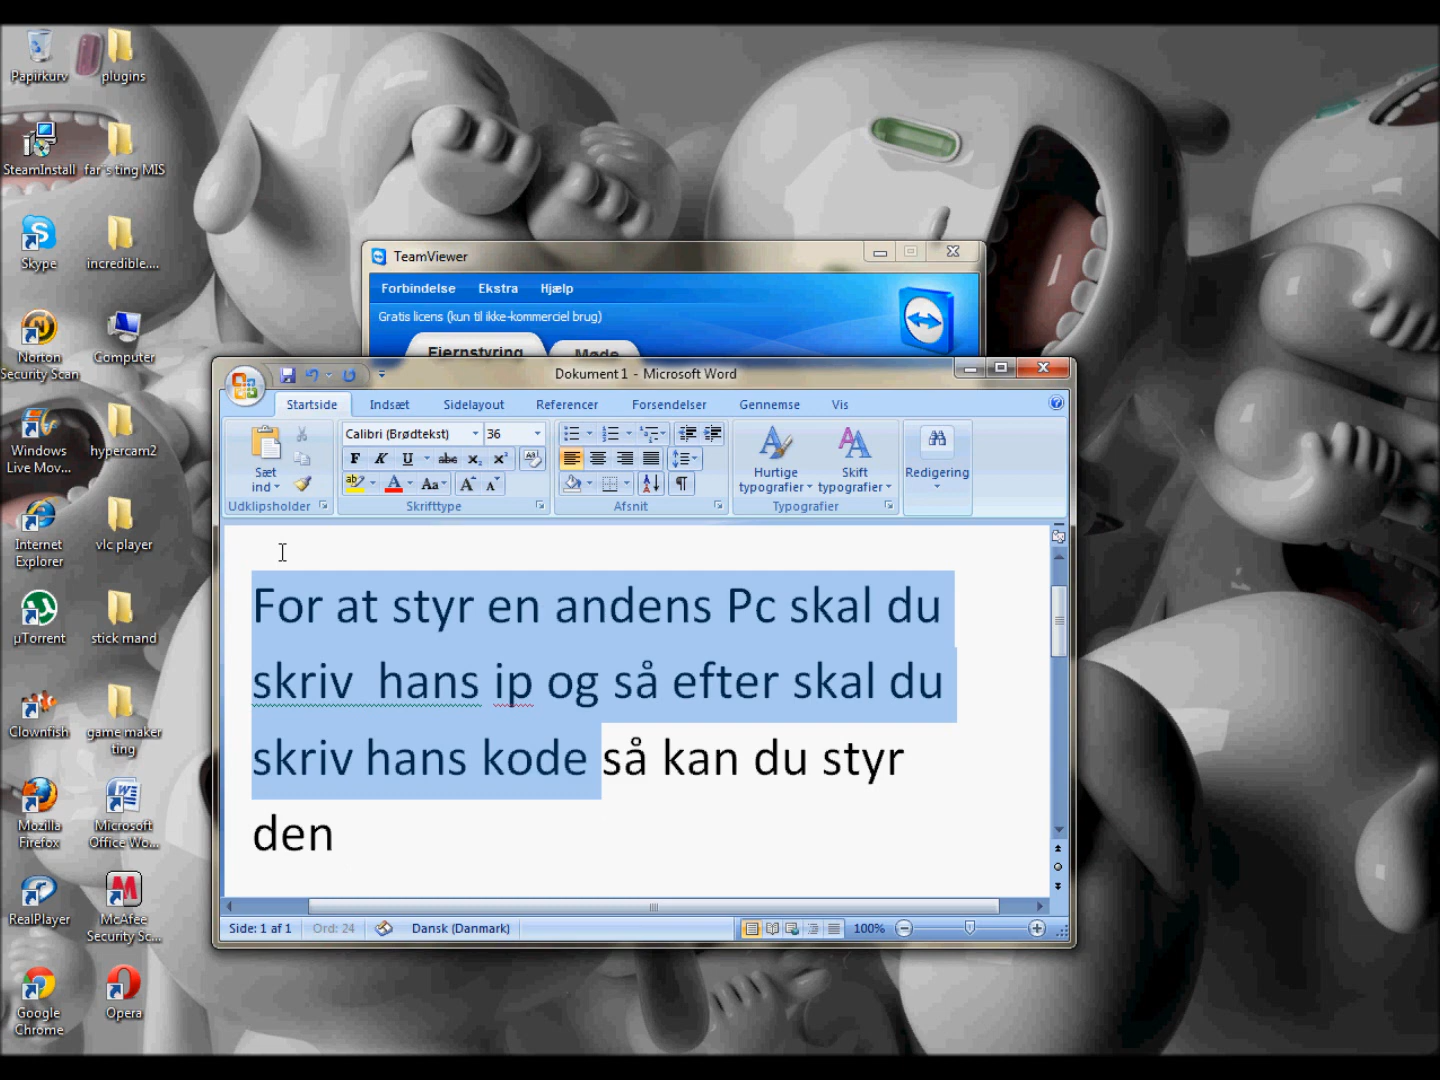 Papirkurv
plugins
SteamInstall
far´s ting MIS
Skype
incredible....
Norton
Security Scan
Computer
Windows
Live Mov...
hypercam2
Internet
Explorer
vlc player
µTorrent
stick mand
Clownfish
game maker
ting
Mozilla
Firefox
Microsoft
Office Wo...
RealPlayer
McAfee
Security Sc...
Google
Chrome
Opera
TeamViewer
Forbindelse Ekstra Hjælp
Gratis licens (kun til ikke-kommerciel brug)
Fjernstyring Møde
Dokument1 - Microsoft Word
Startside Indsæt Sidelayout Referencer Forsendelser Gennemse Vis
Sæt
ind
Udklipsholder
Calibri (Brødtekst) 36
F K U abe x₂ x²
ab A Aa A A
Skrifttype
Afsnit
Hurtige
typografier
Skift
typografier
Typografier
Redigering
For at styr en andens Pc skal du
skriv hans ip og så efter skal du
skriv hans kode så kan du styr
den
Side: 1 af 1 Ord: 24 Dansk (Danmark) 100%